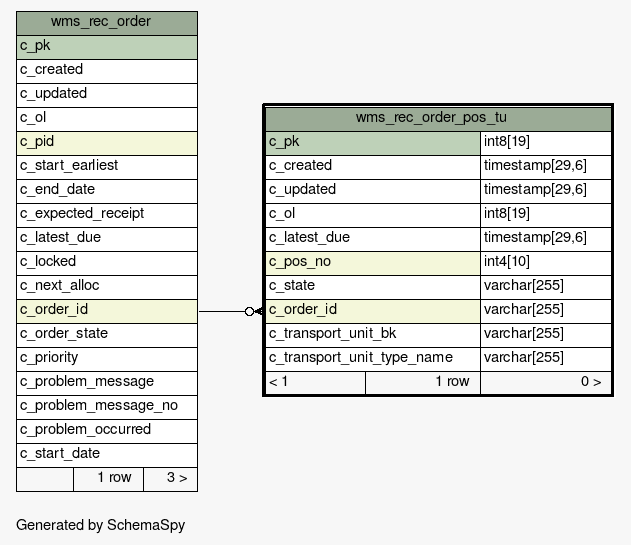 wms_rec_order
c_pk
c_created
c_updated
c_ol
c_pid
c_start_earliest
c_end_date
c_expected_receipt
c_latest_due
c_locked
c_next_alloc
c_order_id
c_order_state
c_priority
c_problem_message
c_problem_message_no
c_problem_occurred
c_start_date
1 row 3 >
wms_rec_order_pos_tu
c_pk int8[19]
c_created timestamp[29,6]
c_updated timestamp[29,6]
c_ol int8[19]
c_latest_due timestamp[29,6]
c_pos_no int4[10]
c_state varchar[255]
c_order_id varchar[255]
c_transport_unit_bk varchar[255]
c_transport_unit_type_name varchar[255]
< 1 1 row 0 >
Generated by SchemaSpy